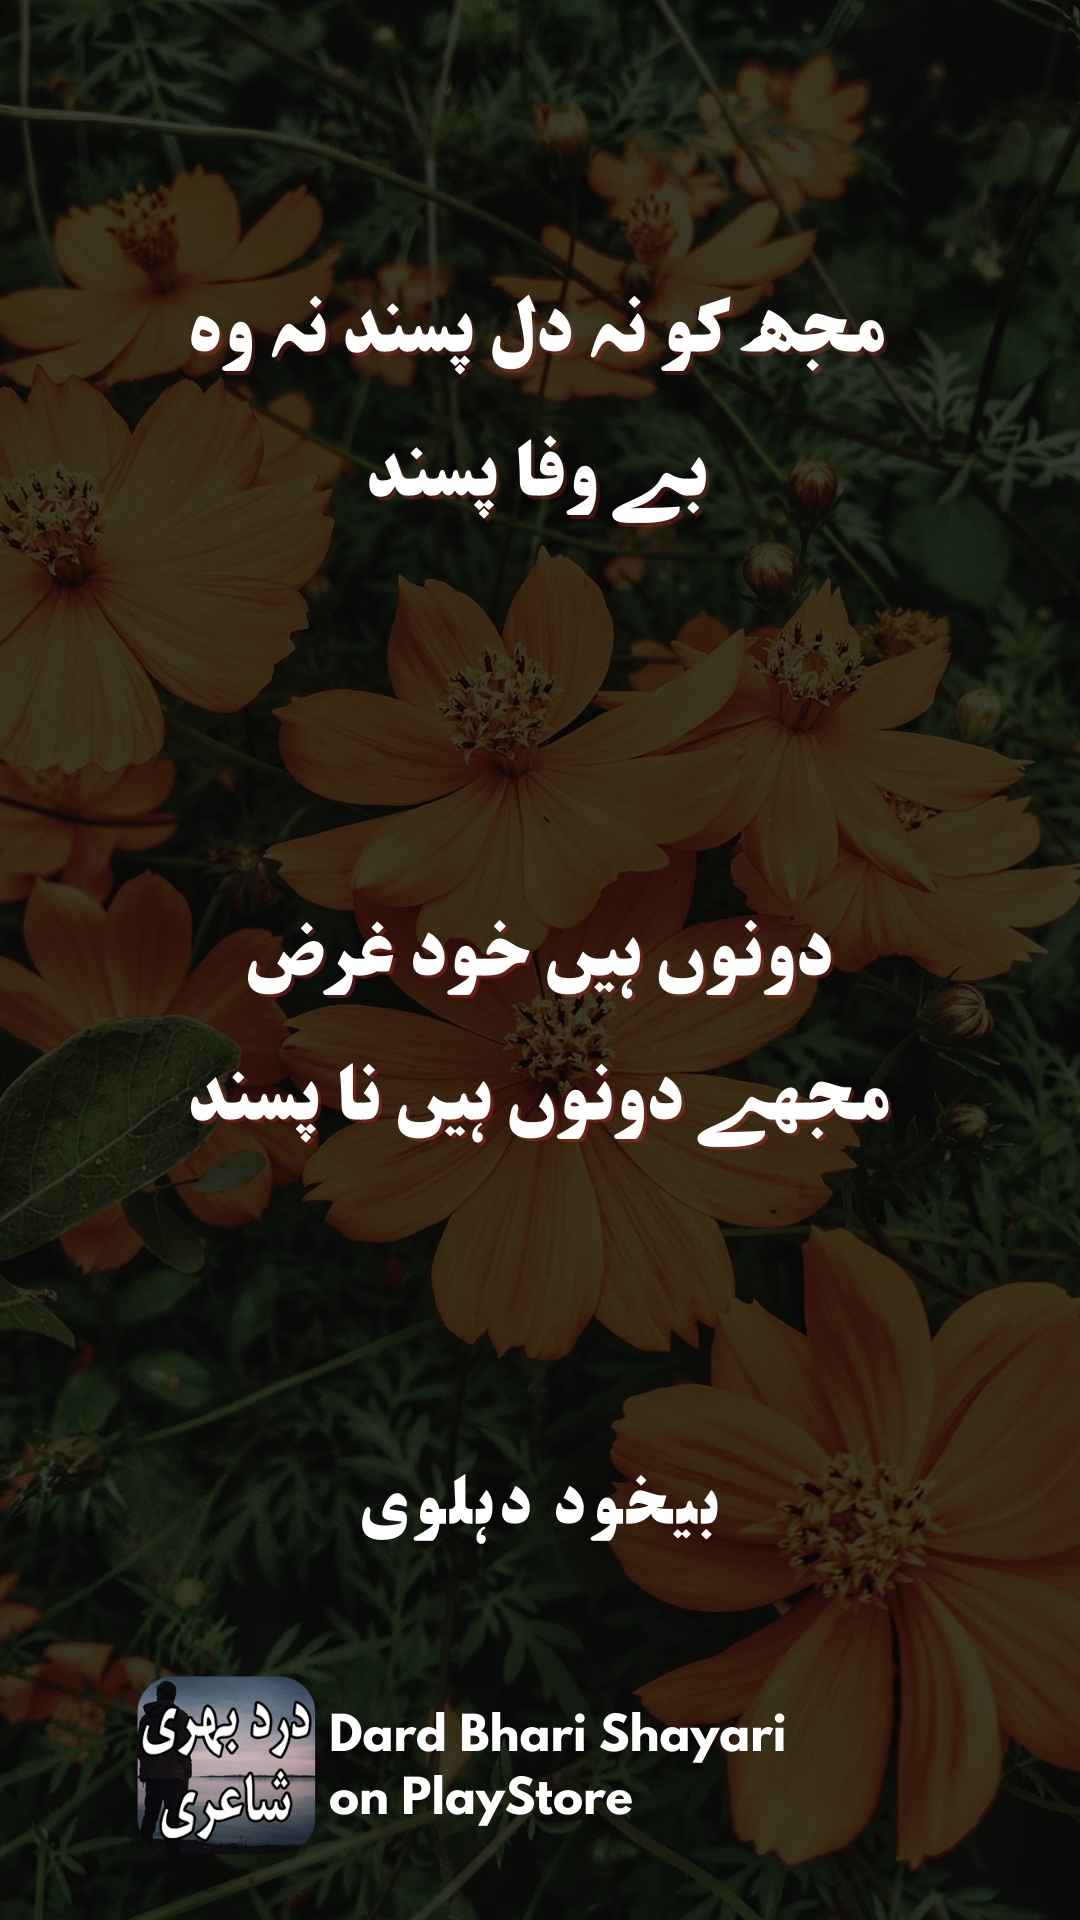 مجھ کو نہ دل پسند نہ وہ
بے وفا پسند
دونوں ہیں خود غرض
مجھے دونوں ہیں نا پسند
بیخود دہلوی
درد بھری
شاعری
Dard Bhari Shayari
on PlayStore